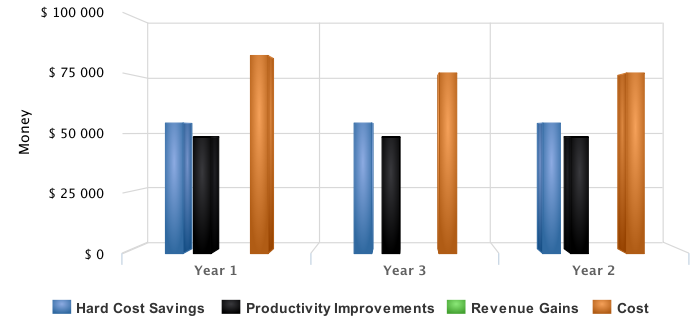 $ 100 000
$ 75 000
$ 50 000
$ 25 000
$ 0
Money
Year 1 Year 3 Year 2
Hard Cost Savings Productivity Improvements Revenue Gains Cost